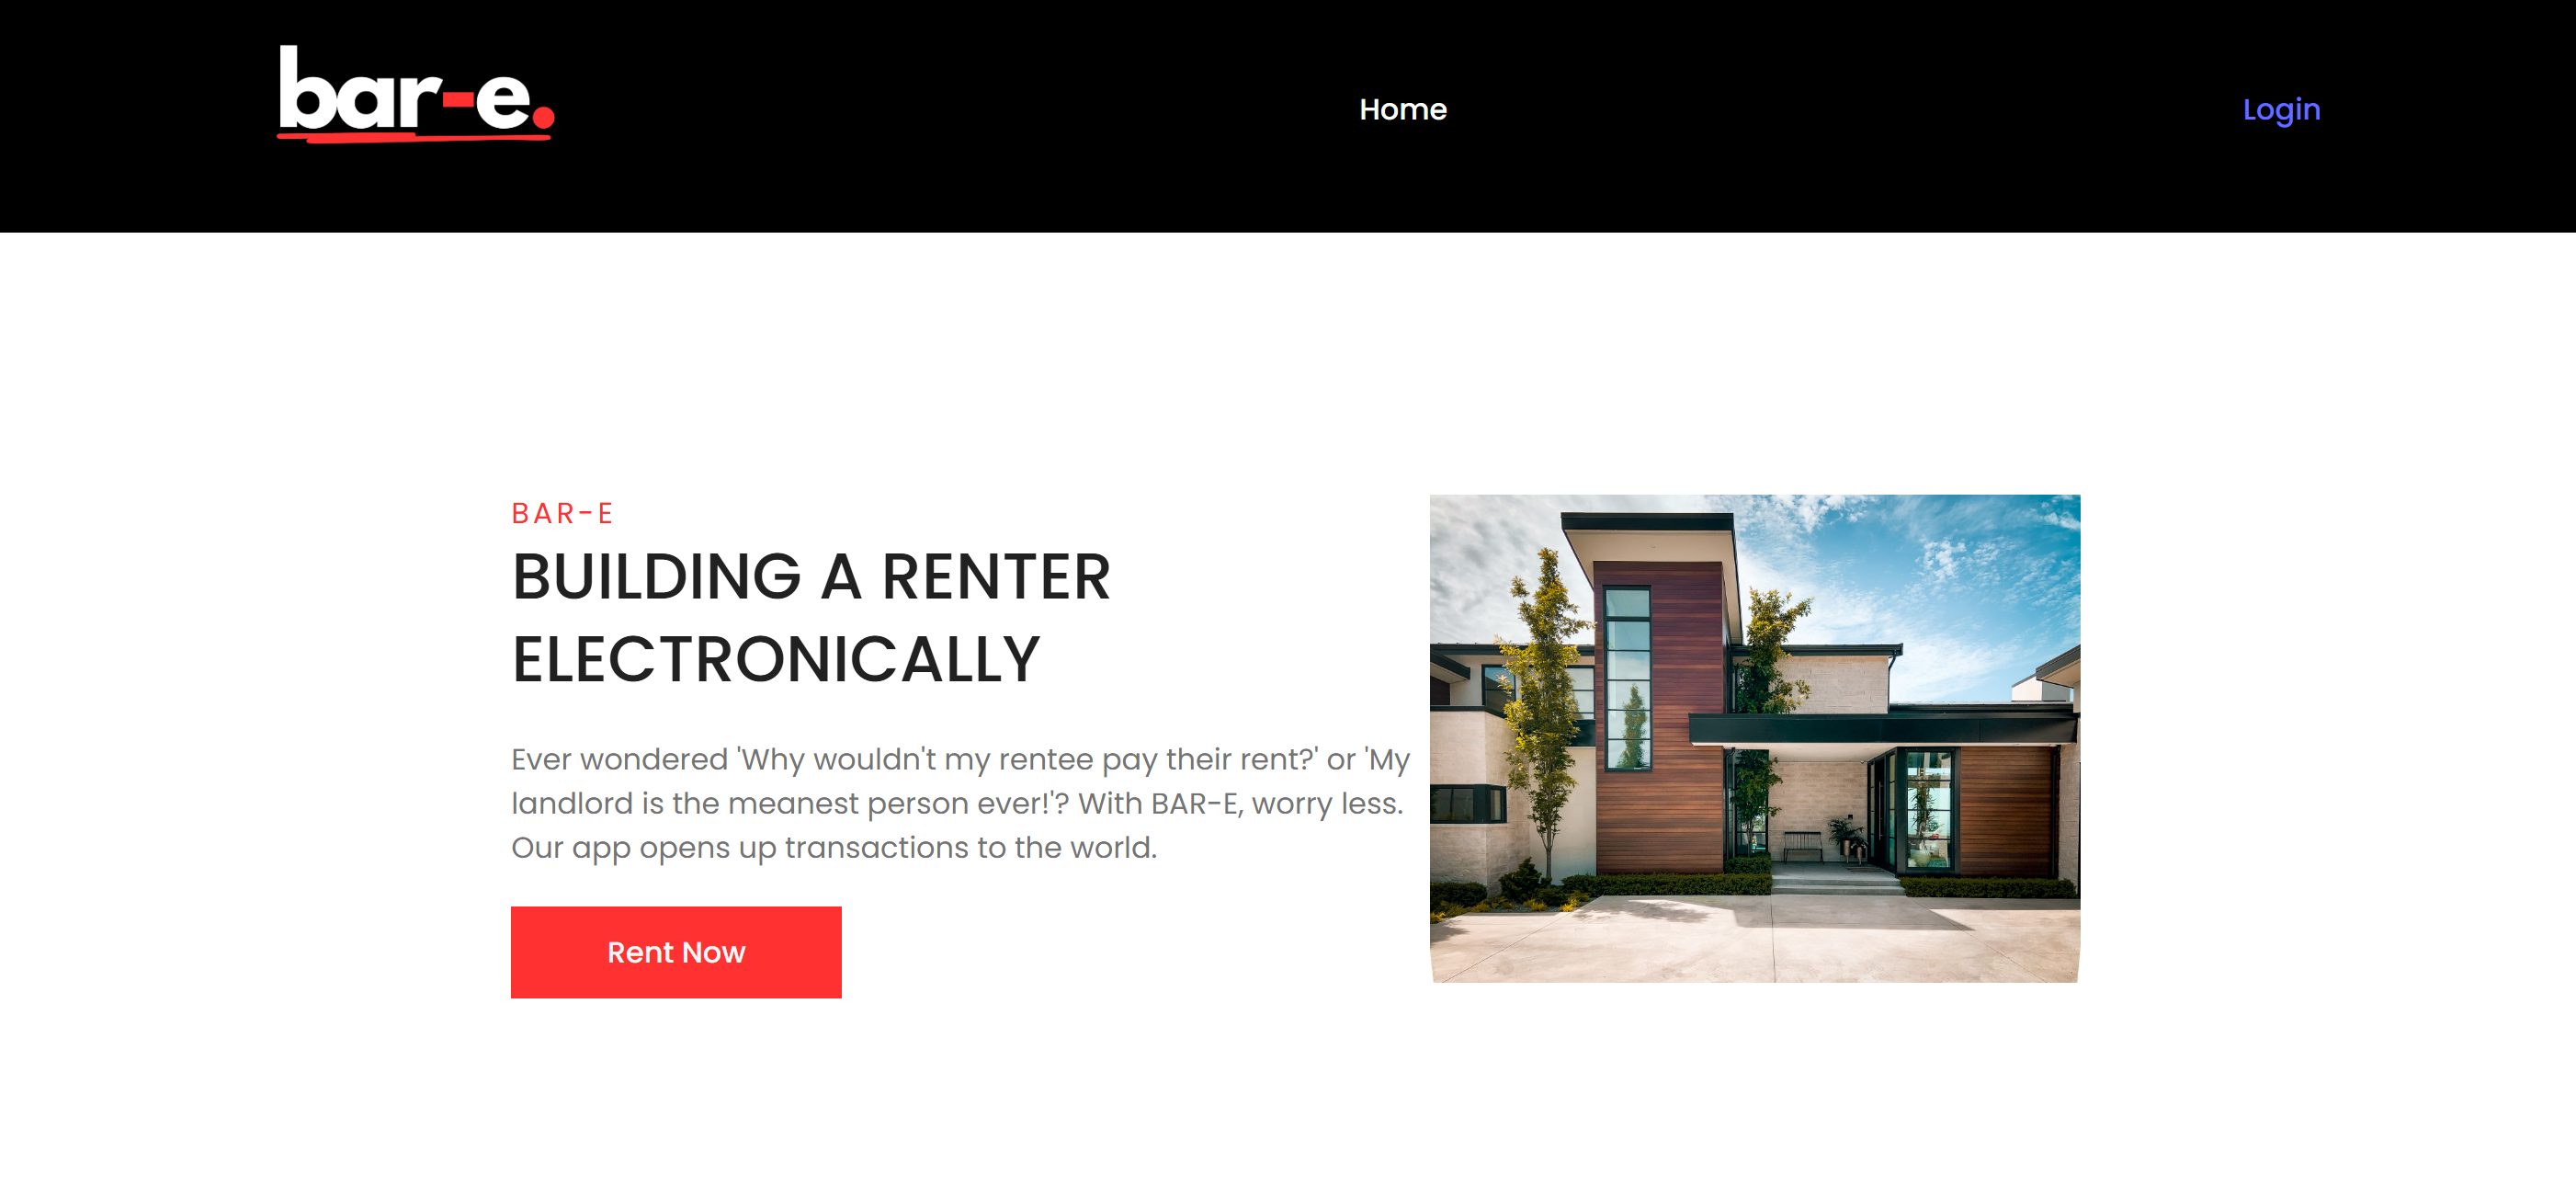 bar-e.
Home
Login
BAR-E
BUILDING A RENTER
ELECTRONICALLY
Ever wondered 'Why wouldn't my rentee pay their rent?' or 'My
landlord is the meanest person ever!'? With BAR-E, worry less.
Our app opens up transactions to the world.
Rent Now